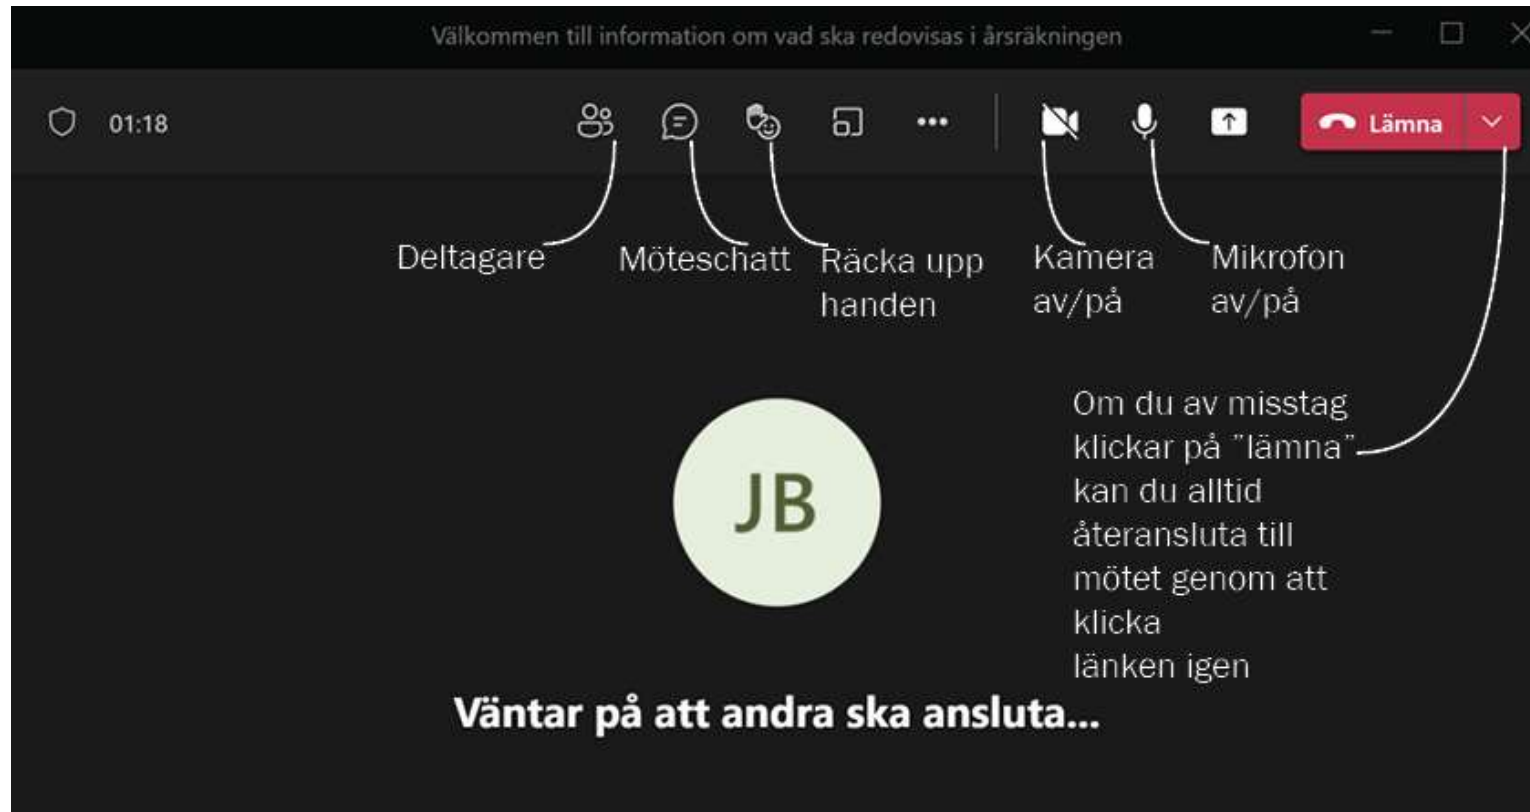 Välkommen till information om vad ska redovisas i årsräkningen
01:18
Lämna
Deltagare
Möteschatt
Räcka upp
handen
Kamera
av/på
Mikrofon
av/på
Om du av misstag
klickar på ”lämna”
kan du alltid
återansluta till
mötet genom att
klicka
länken igen
JB
Väntar på att andra ska ansluta...